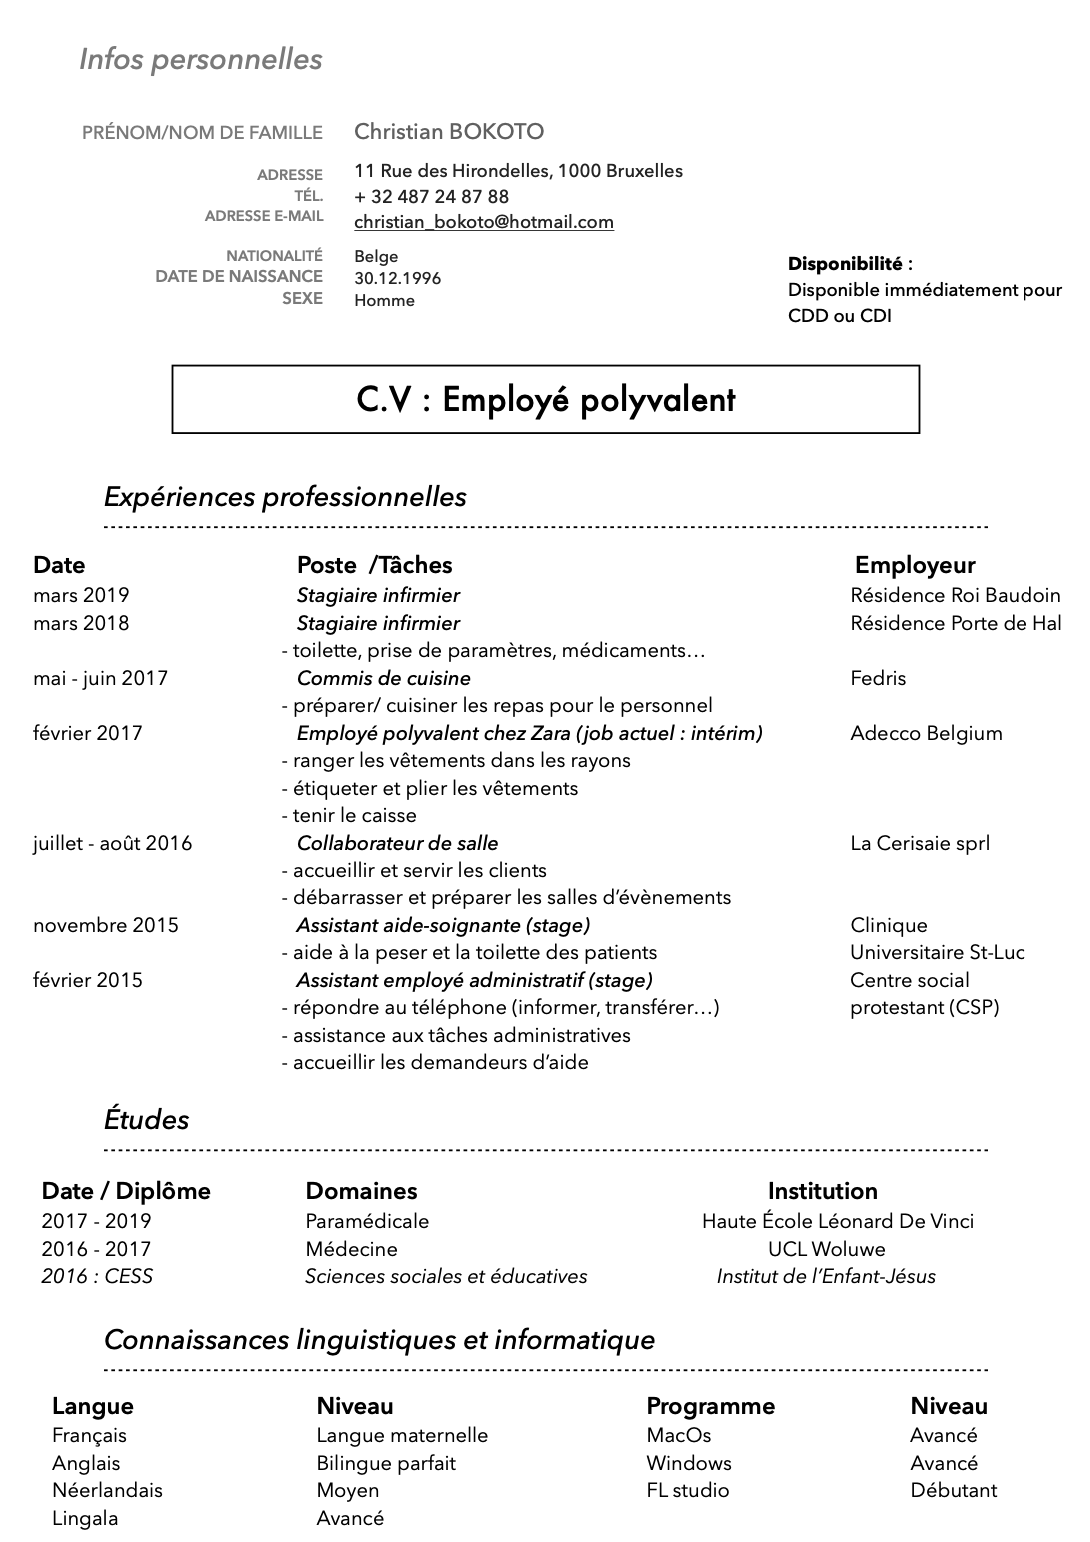 Infos personnelles
PRÉNOM/NOM DE FAMILLE Christian BOKOTO
ADRESSE 11 Rue des Hirondelles, 1000 Bruxelles
TÉL. + 32 487 24 87 88
ADRESSE E-MAIL christian_bokoto@hotmail.com
NATIONALITÉ Belge
DATE DE NAISSANCE 30.12.1996
SEXE Homme
Disponibilité :
Disponible immédiatement pour
CDD ou CDI
C.V : Employé polyvalent
Expériences professionnelles
Date Poste /Tâches Employeur
mars 2019 Stagiaire infirmier Résidence Roi Baudoin
mars 2018 Stagiaire infirmier Résidence Porte de Hal
- toilette, prise de paramètres, médicaments…
mai - juin 2017 Commis de cuisine Fedris
- préparer/ cuisiner les repas pour le personnel
février 2017 Employé polyvalent chez Zara (job actuel : intérim) Adecco Belgium
- ranger les vêtements dans les rayons
- étiqueter et plier les vêtements
- tenir le caisse
juillet - août 2016 Collaborateur de salle La Cerisaie sprl
- accueillir et servir les clients
- débarrasser et préparer les salles d’évènements
novembre 2015 Assistant aide-soignante (stage) Clinique
- aide à la peser et la toilette des patients Universitaire St-Luc
février 2015 Assistant employé administratif (stage) Centre social
- répondre au téléphone (informer, transférer…) protestant (CSP)
- assistance aux tâches administratives
- accueillir les demandeurs d’aide
Études
Date / Diplôme Domaines Institution
2017 - 2019 Paramédicale Haute École Léonard De Vinci
2016 - 2017 Médecine UCL Woluwe
2016 : CESS Sciences sociales et éducatives Institut de l’Enfant-Jésus
Connaissances linguistiques et informatique
Langue Niveau Programme Niveau
Français Langue maternelle MacOs Avancé
Anglais Bilingue parfait Windows Avancé
Néerlandais Moyen FL studio Débutant
Lingala Avancé